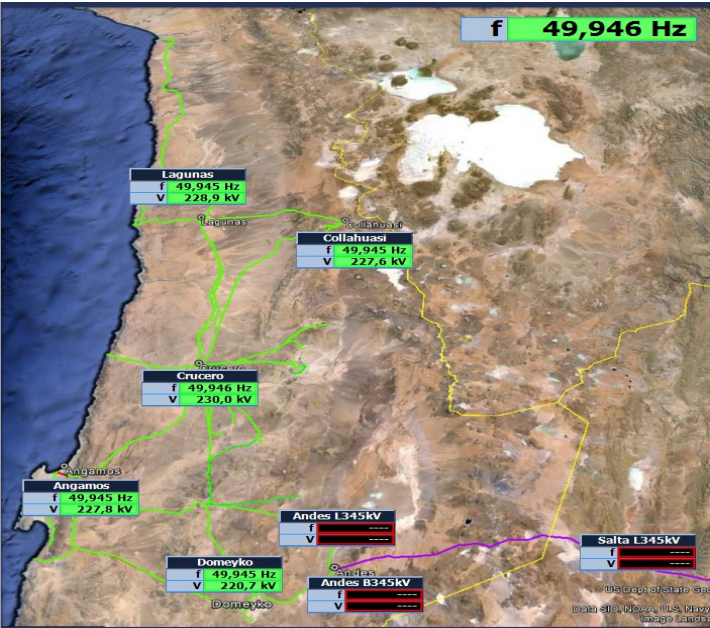 f 49,946 Hz
Lagunas
f 49,945 Hz
V 228,9 kV
Lagunas
Collahuasi
Collahuasi
f 49,945 Hz
V 227,6 kV
Crucero
Crucero
f 49,946 Hz
V 230,0 kV
Angamos
Angamos
f 49,945 Hz
V 227,8 kV
Andes L345kV
f ----
V ----
Salta L345kV
f ----
V ----
Domeyko
f 49,945 Hz
V 220,7 kV
Andes
Andes B345kV
f ----
V ----
Domeyko
US Dept of State Geo
Data SIO, NOAA, U.S. Navy
Image Landsa